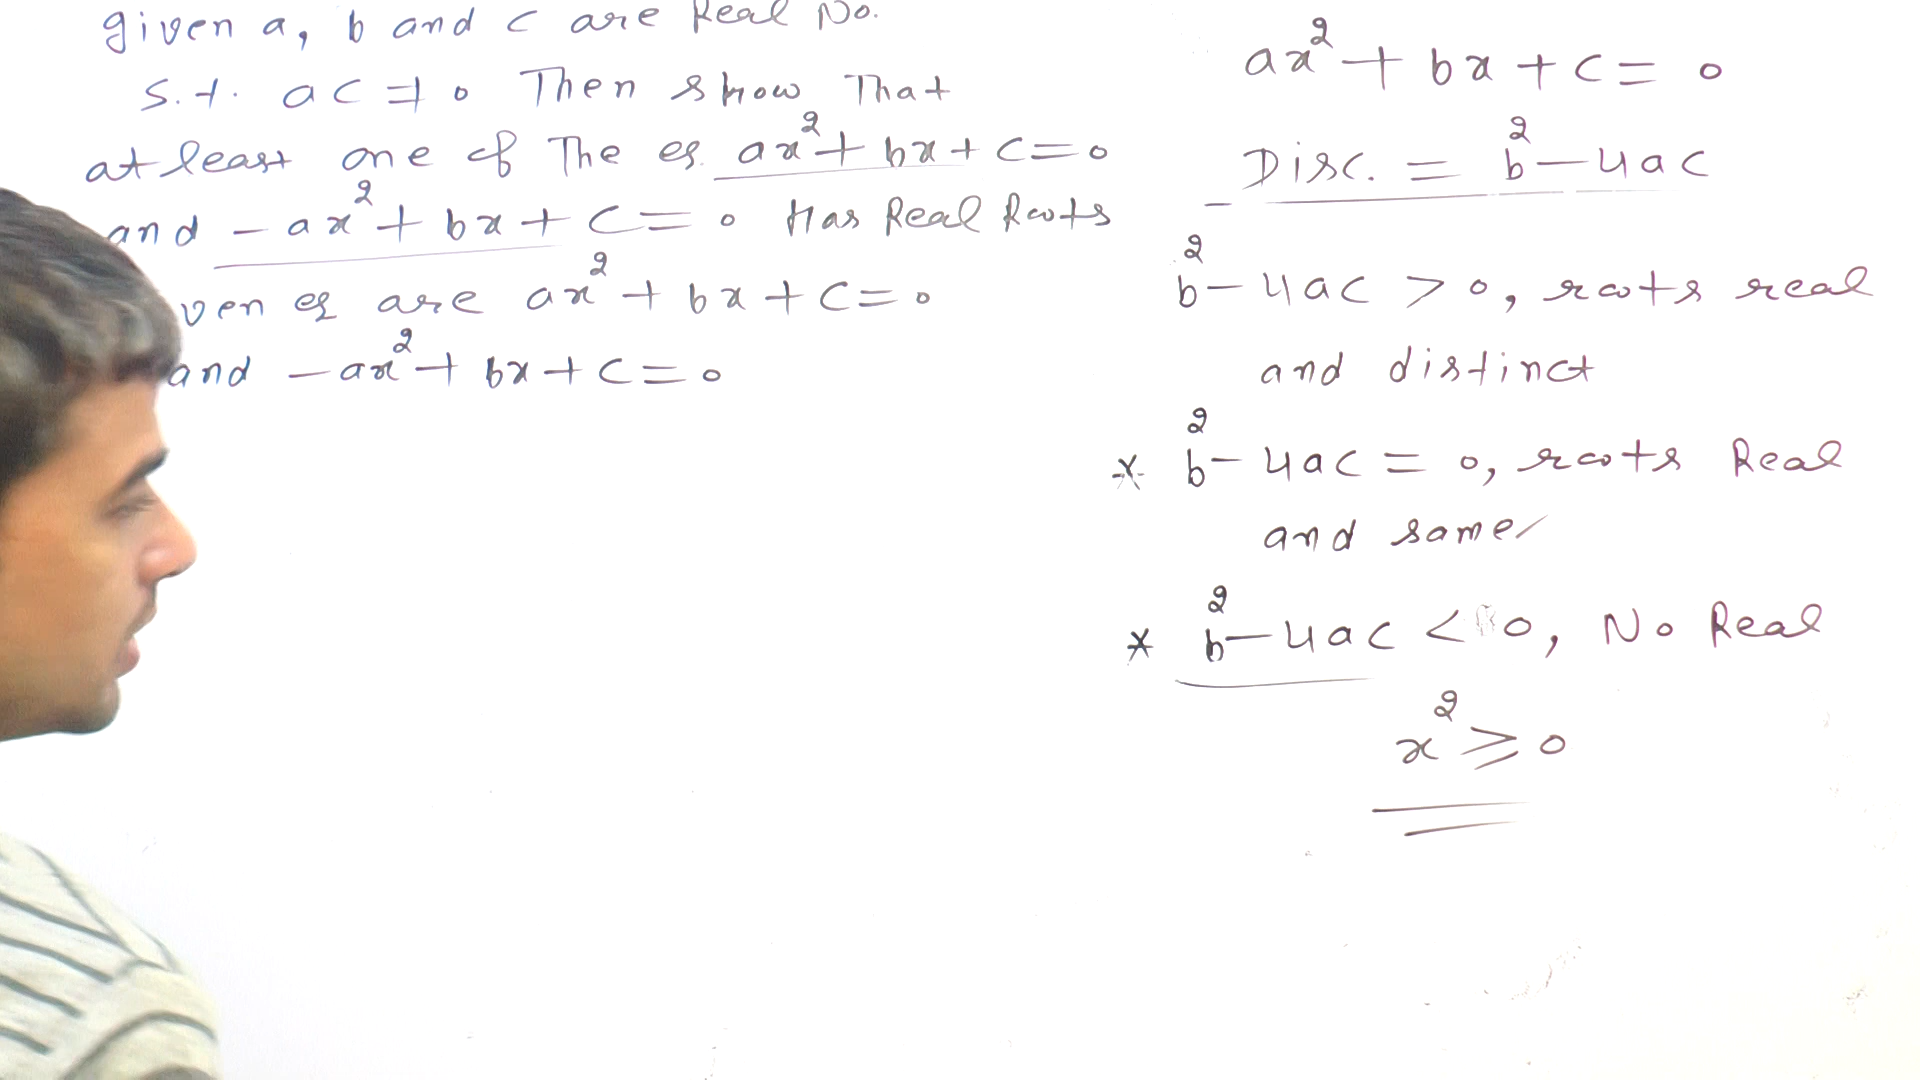 given a, b and c are Real No.
s.t. ac ≠ 0 Then show That
at least one of The eq. ax² + bx + c = 0
and - ax² + bx + c = 0 Has Real Roots
ven eq are ax² + bx + c = 0
and - ax² + bx + c = 0
ax² + bx + c = 0
Disc. = b² - 4ac
b² - 4ac > 0, roots real
and distinct
* b² - 4ac = 0, roots Real
and same
* b² - 4ac < 0, No Real
x² ≥ 0